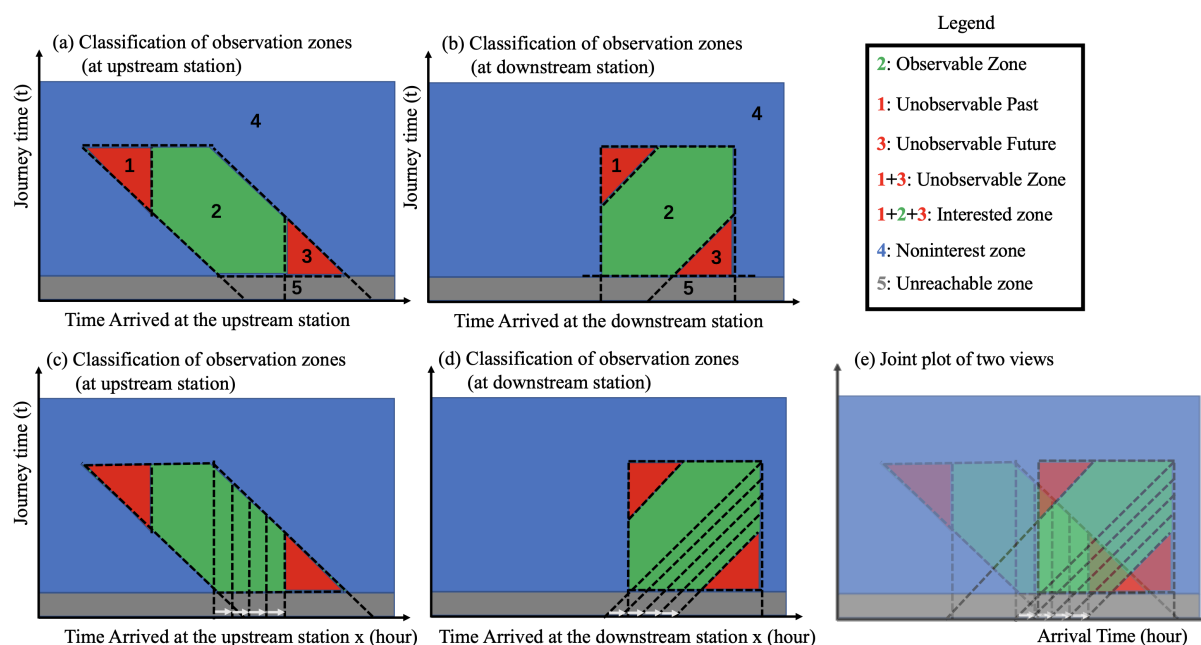 (a) Classification of observation zones
(at upstream station)
Journey time (t)
4
1
2
3
5
Time Arrived at the upstream station
(b) Classification of observation zones
(at downstream station)
Journey time (t)
4
1
2
3
5
Time Arrived at the downstream station
Legend
2: Observable Zone
1: Unobservable Past
3: Unobservable Future
1+3: Unobservable Zone
1+2+3: Interested zone
4: Noninterest zone
5: Unreachable zone
(c) Classification of observation zones
(at upstream station)
Journey time (t)
Time Arrived at the upstream station x (hour)
(d) Classification of observation zones
(at downstream station)
Time Arrived at the downstream station x (hour)
(e) Joint plot of two views
Arrival Time (hour)